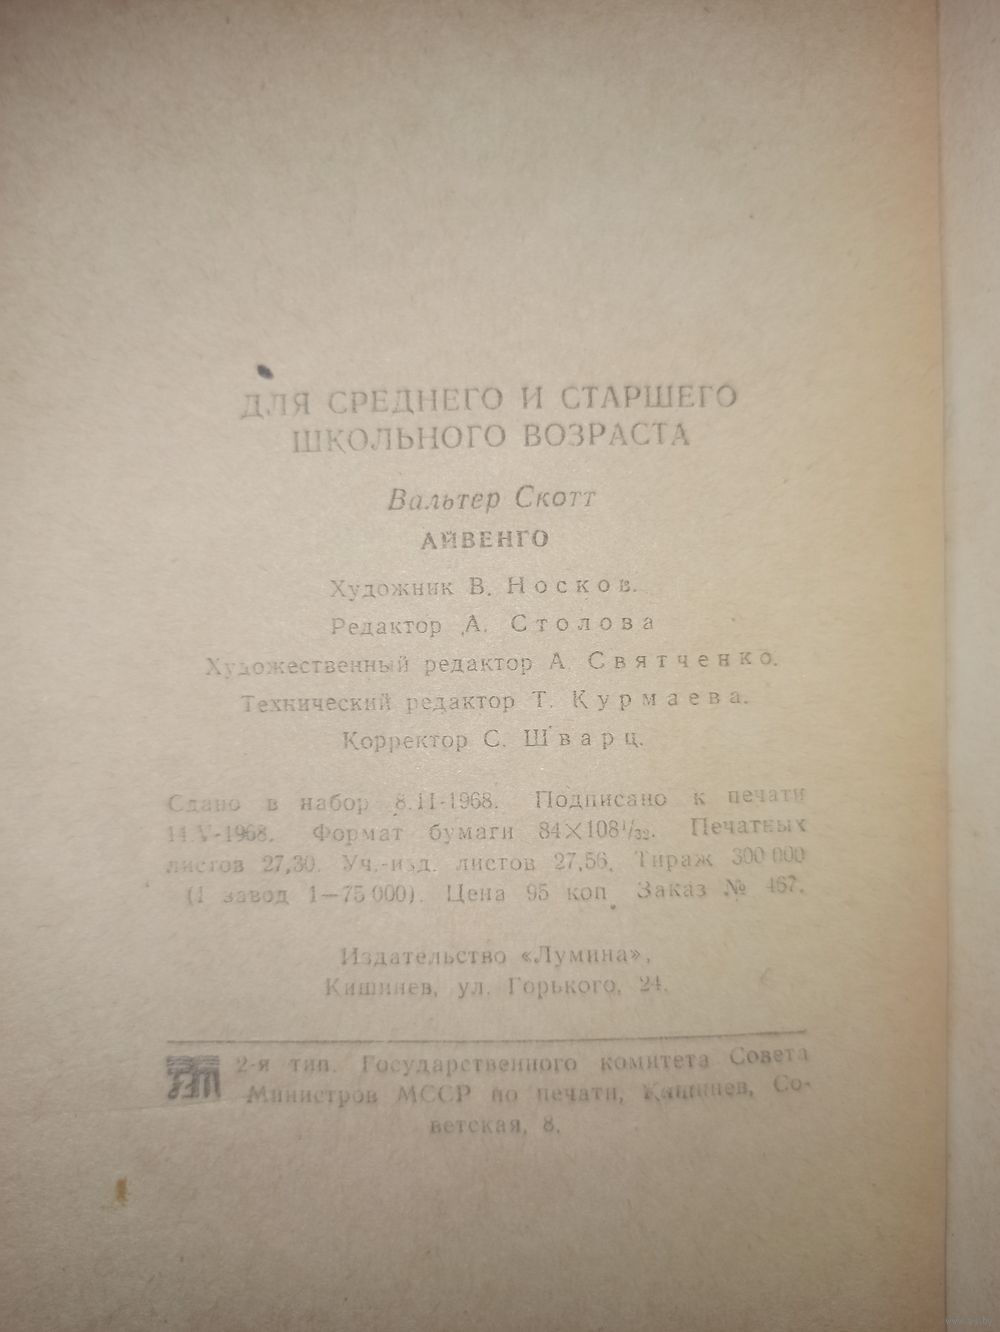 ДЛЯ СРЕДНЕГО И СТАРШЕГО
ШКОЛЬНОГО ВОЗРАСТА
Вальтер Скотт
АЙВЕНГО
Художник В. Носков.
Редактор А. Столова
Художественный редактор А. Святченко.
Технический редактор Т. Курмаева.
Корректор С. Шварц.
Сдано в набор 8.II-1968. Подписано к печати
14 V-1968. Формат бумаги 84×108¹/₃₂. Печатных
листов 27,30. Уч.-изд. листов 27,56. Тираж 300 000
(1 завод 1—75 000). Цена 95 коп. Заказ № 467.
Издательство «Лумина»,
Кишинев, ул. Горького, 24.
2-я тип. Государственного комитета Совета
Министров МССР по печати, Кишинев, Со-
ветская, 8.